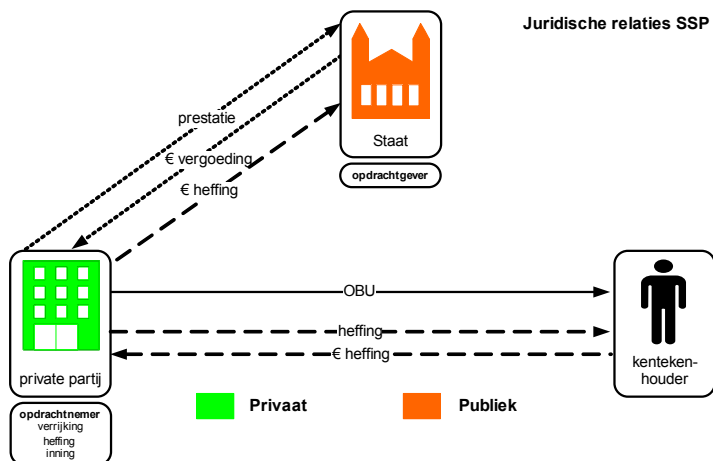 Juridische relaties SSP
prestatie
€ vergoeding
€ heffing
Staat
opdrachtgever
OBU
heffing
€ heffing
private partij
kenteken-
houder
opdrachtnemer
verrijking
heffing
inning
Privaat
Publiek